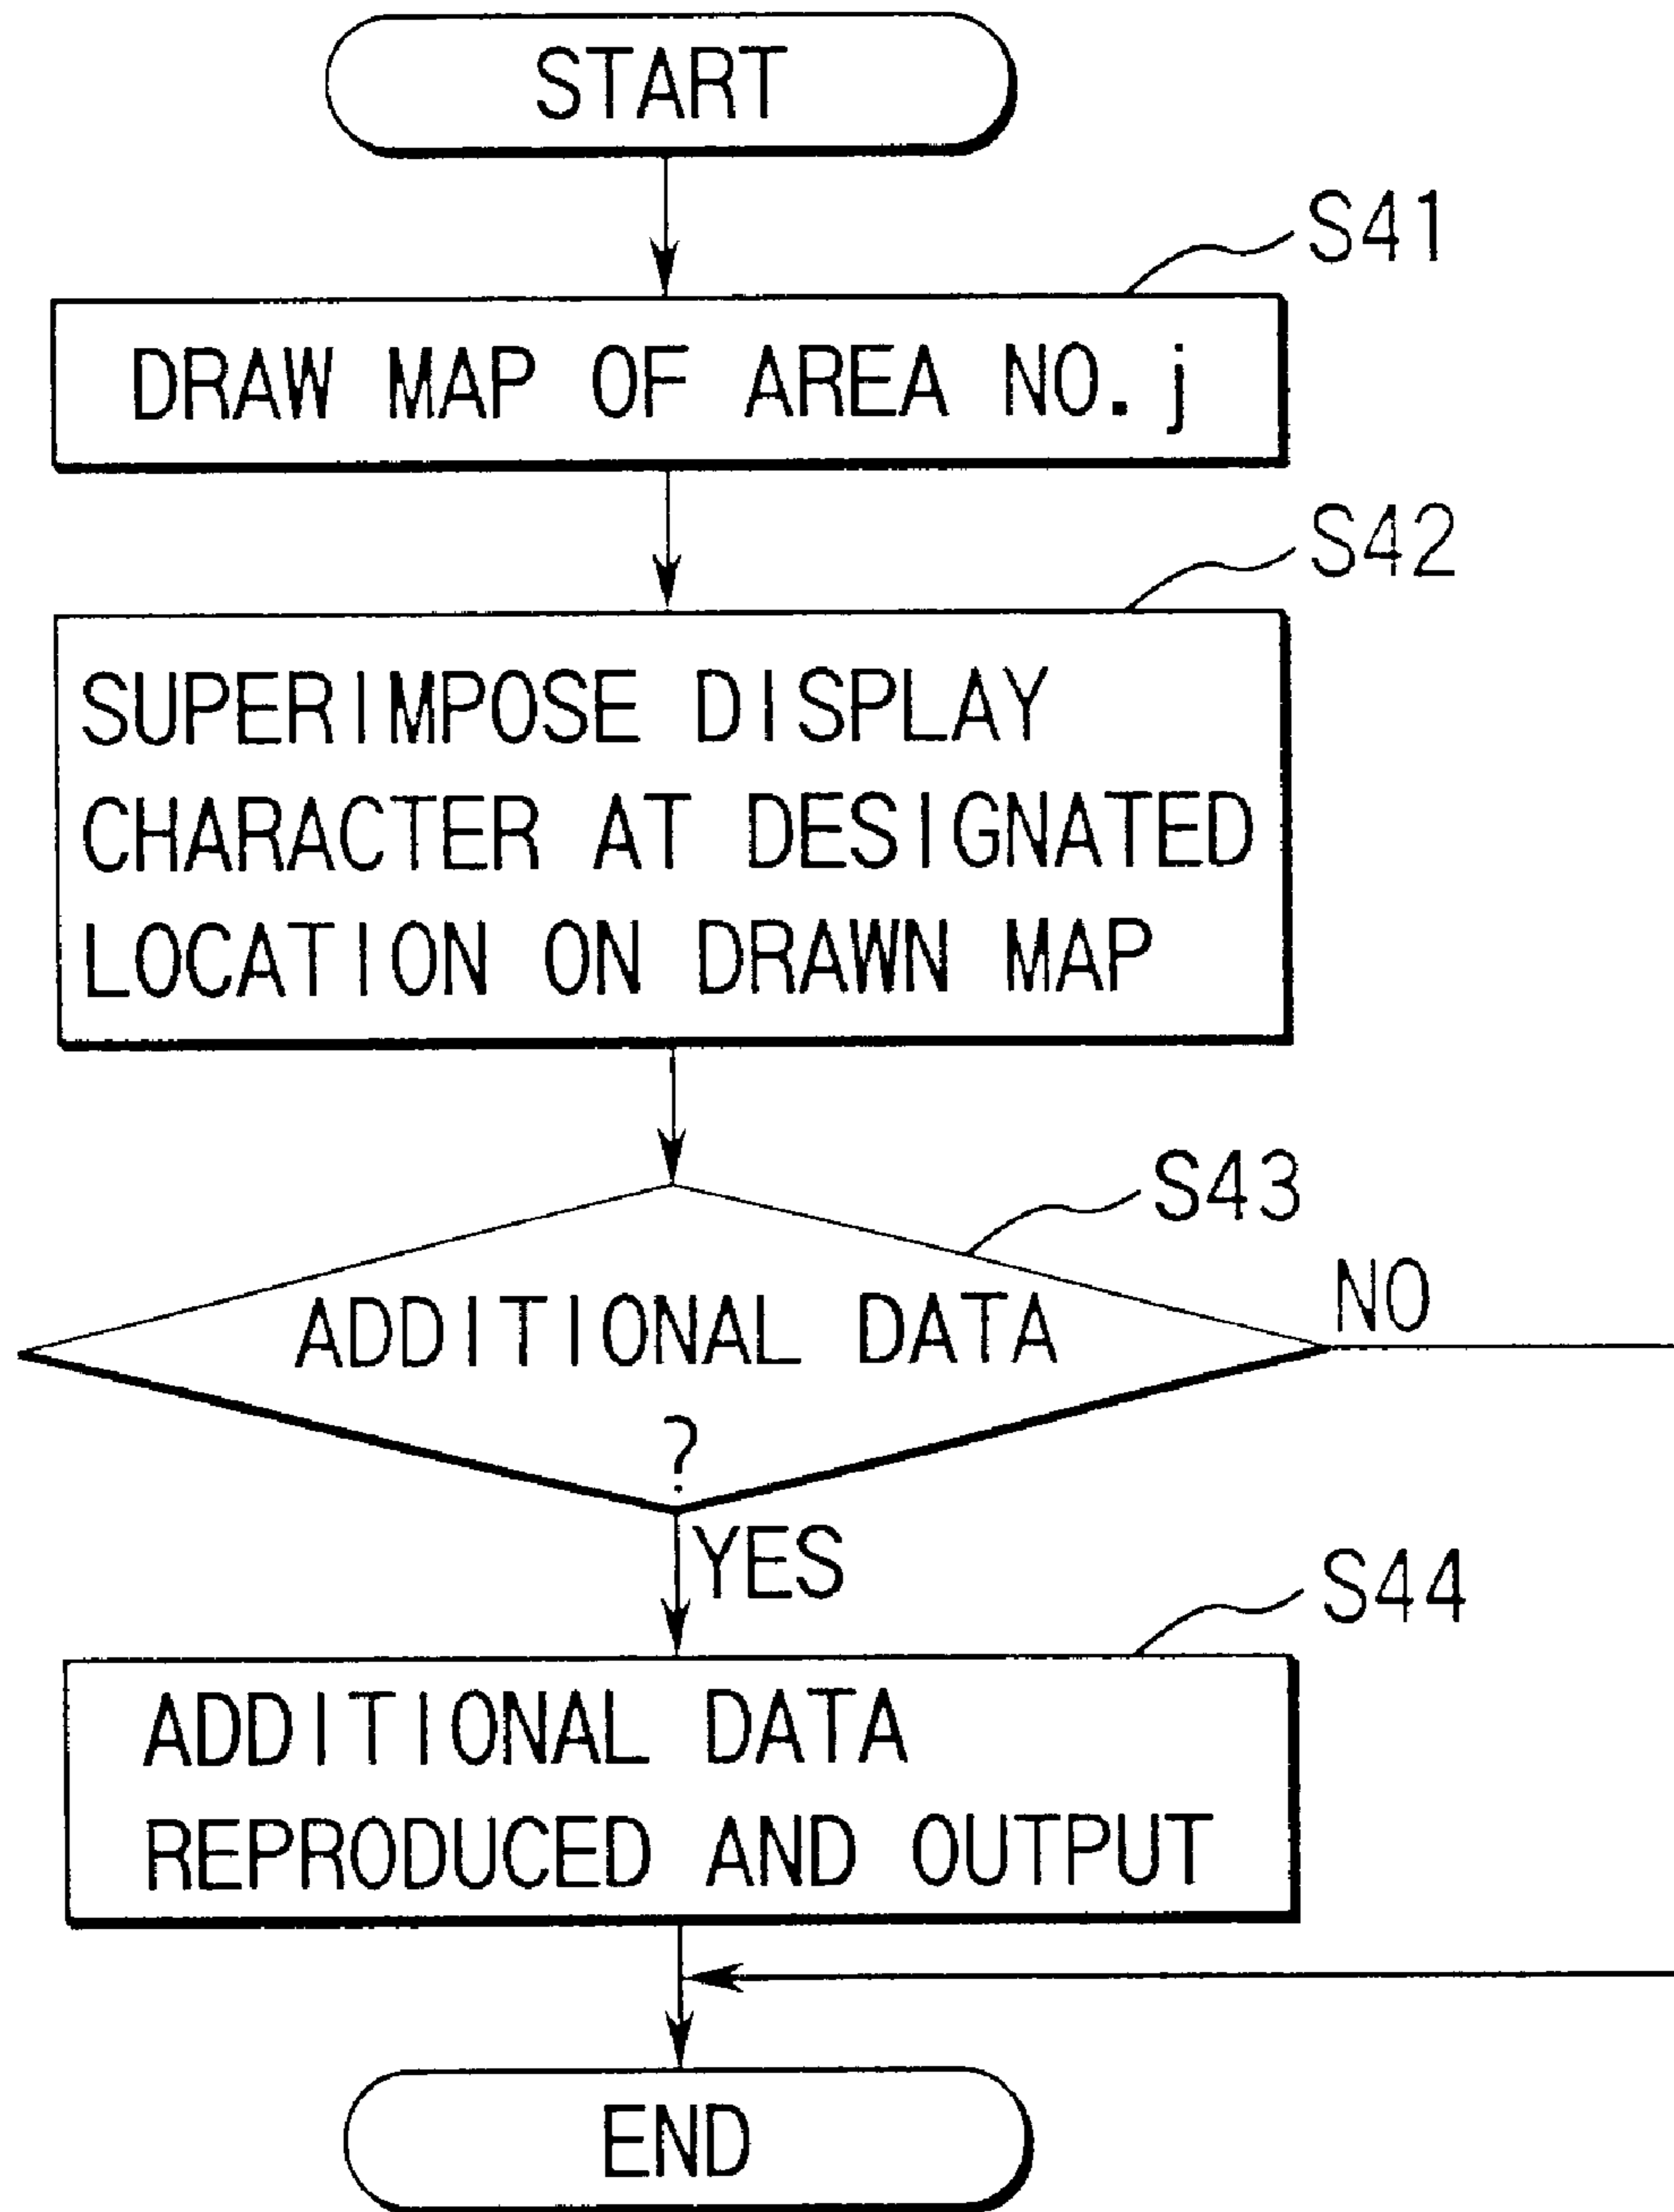 START
S41
DRAW MAP OF AREA NO. j
S42
SUPERIMPOSE DISPLAY
CHARACTER AT DESIGNATED
LOCATION ON DRAWN MAP
S43
ADDITIONAL DATA
?
NO
YES
S44
ADDITIONAL DATA
REPRODUCED AND OUTPUT
END